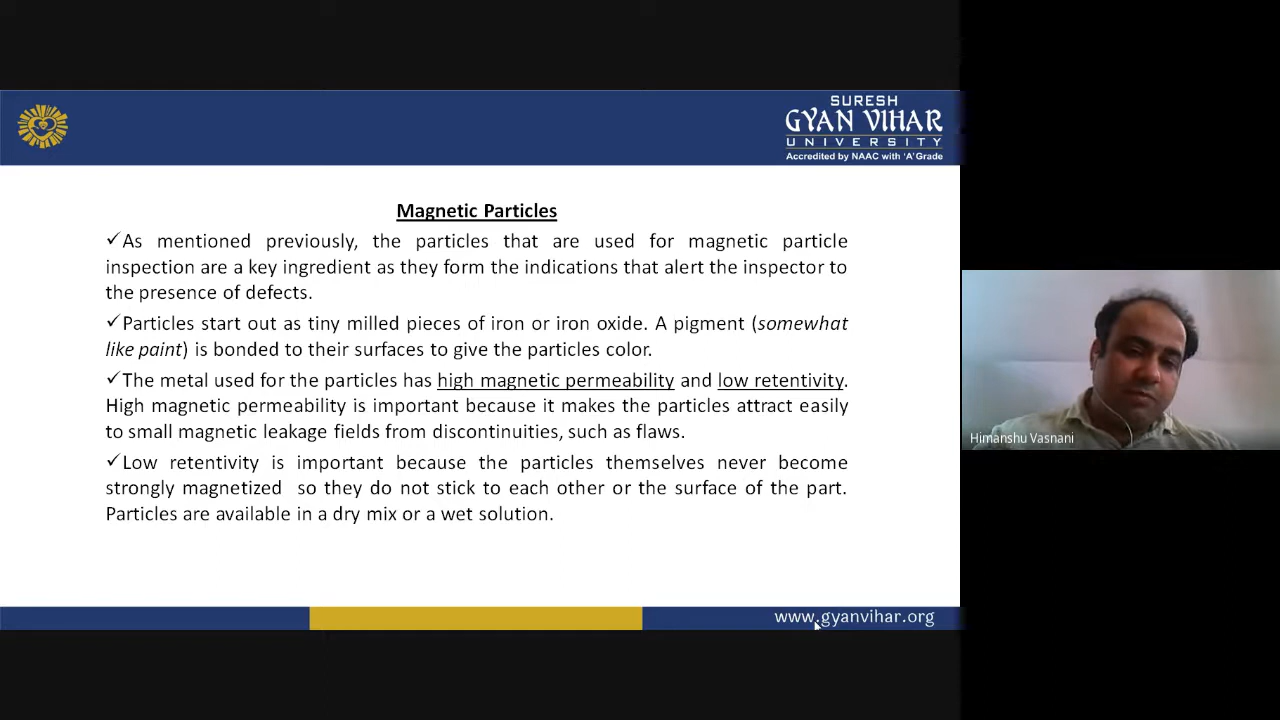 SURESH
GYAN VIHAR
UNIVERSITY
Accredited by NAAC with 'A' Grade
Magnetic Particles
✓As mentioned previously, the particles that are used for magnetic particle
inspection are a key ingredient as they form the indications that alert the inspector to
the presence of defects.
✓Particles start out as tiny milled pieces of iron or iron oxide. A pigment (somewhat
like paint) is bonded to their surfaces to give the particles color.
✓The metal used for the particles has high magnetic permeability and low retentivity.
High magnetic permeability is important because it makes the particles attract easily
to small magnetic leakage fields from discontinuities, such as flaws.
✓Low retentivity is important because the particles themselves never become
strongly magnetized so they do not stick to each other or the surface of the part.
Particles are available in a dry mix or a wet solution.
Himanshu Vasnani
www.gyanvihar.org